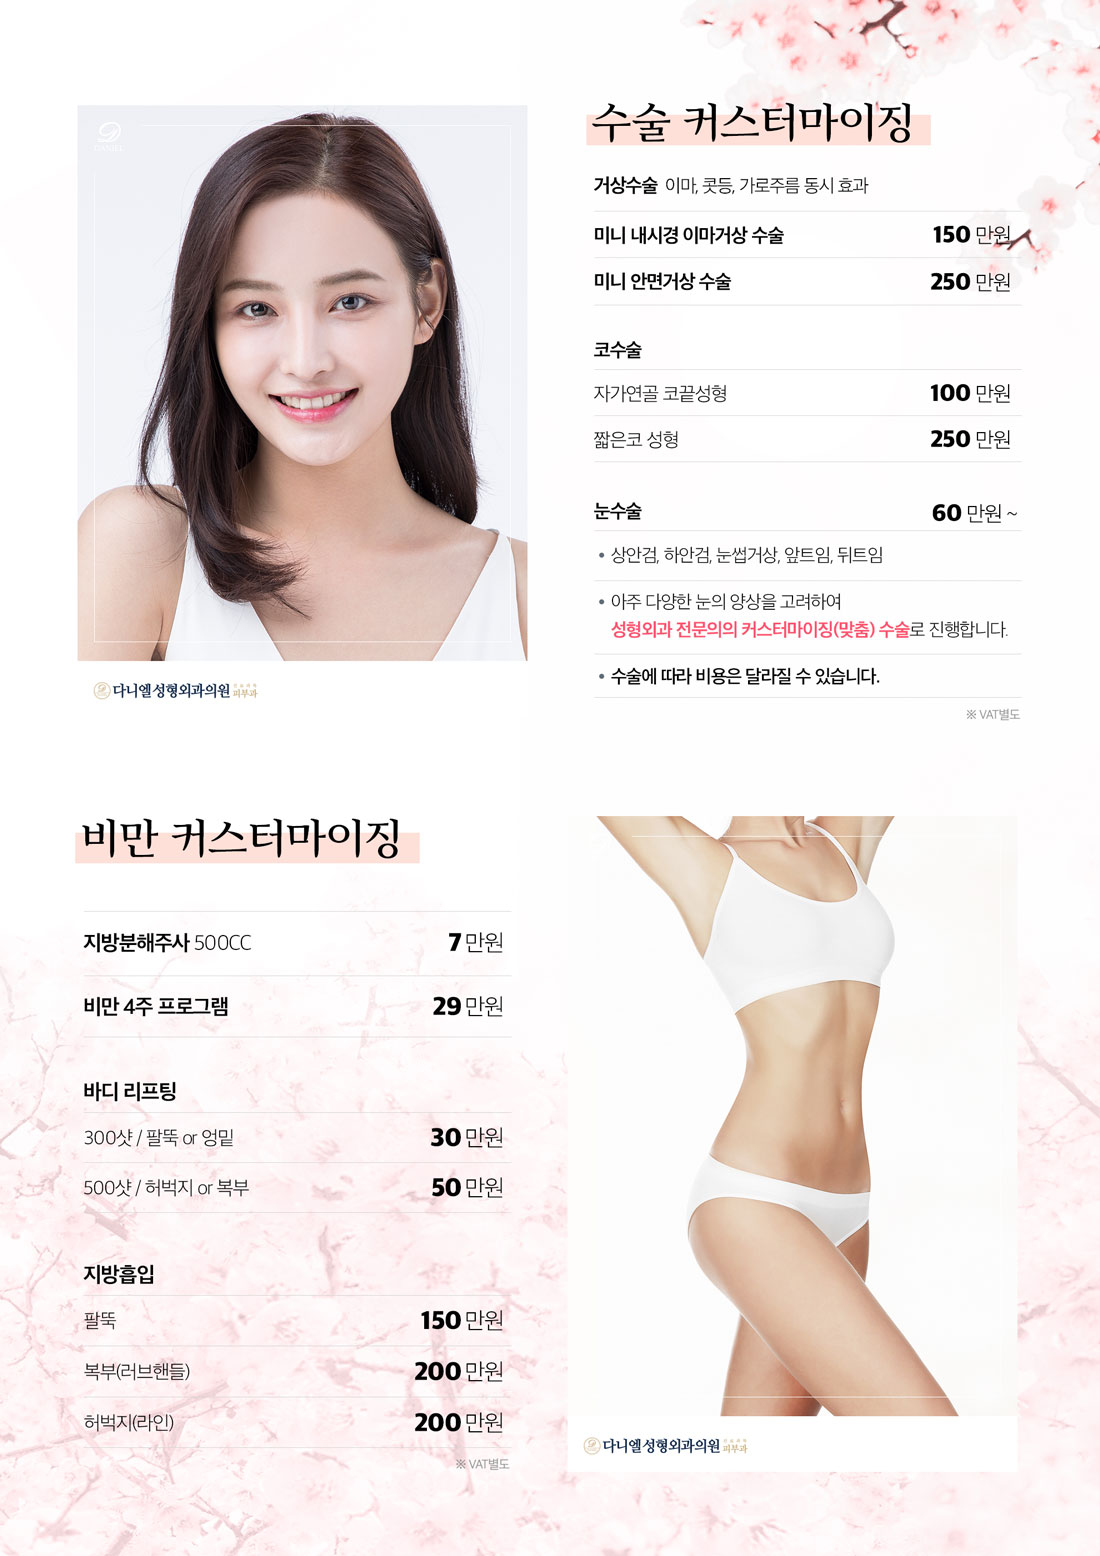 DANIEL
수술 커스터마이징
거상수술 이마, 콧등, 가로주름 동시 효과
미니 내시경 이마거상 수술 150 만원
미니 안면거상 수술 250 만원
코수술
자가연골 코끝성형 100 만원
짧은코 성형 250 만원
눈수술 60 만원 ~
• 상안검, 하안검, 눈썹거상, 앞트임, 뒤트임
• 아주 다양한 눈의 양상을 고려하여
성형외과 전문의의 커스터마이징(맞춤) 수술로 진행합니다.
• 수술에 따라 비용은 달라질 수 있습니다.
※ VAT별도
다니엘성형외과의원 피부과
비만 커스터마이징
지방분해주사 500CC 7 만원
비만 4주 프로그램 29 만원
바디 리프팅
300샷 / 팔뚝 or 엉밑 30 만원
500샷 / 허벅지 or 복부 50 만원
지방흡입
팔뚝 150 만원
복부(러브핸들) 200 만원
허벅지(라인) 200 만원
※ VAT별도
다니엘성형외과의원 피부과